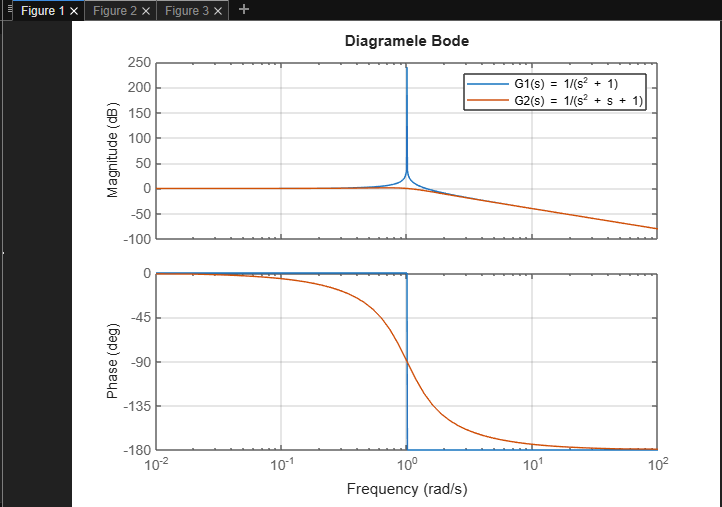 Figure 1 × Figure 2 × Figure 3 × +
Diagramele Bode
G1(s) = 1/(s² + 1)
G2(s) = 1/(s² + s + 1)
Magnitude (dB)
250
200
150
100
50
0
-50
-100
Phase (deg)
0
-45
-90
-135
-180
10⁻² 10⁻¹ 10⁰ 10¹ 10²
Frequency (rad/s)